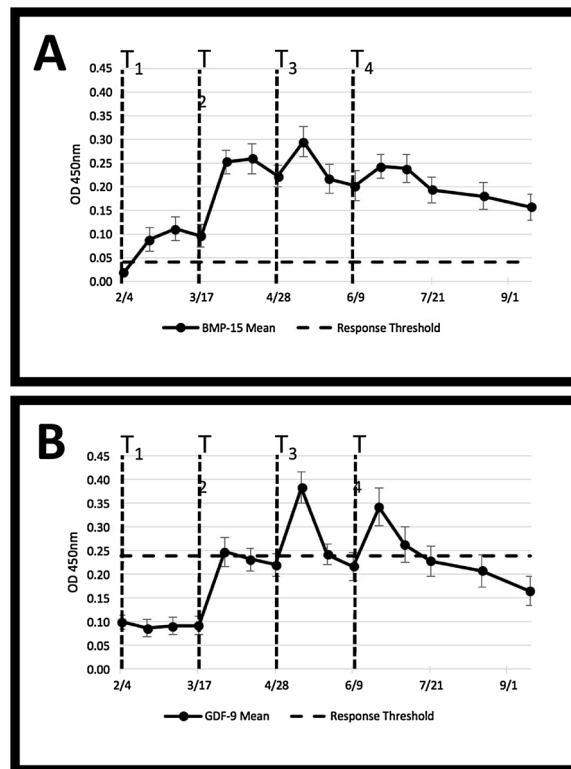 A
T1 T2 T3 T4
0.45
0.40
0.35
0.30
0.25
0.20
0.15
0.10
0.05
0.00
OD 450nm
2/4 3/17 4/28 6/9 7/21 9/1
BMP-15 Mean Response Threshold
B
T1 T2 T3 T4
0.45
0.40
0.35
0.30
0.25
0.20
0.15
0.10
0.05
0.00
OD 450nm
2/4 3/17 4/28 6/9 7/21 9/1
GDF-9 Mean Response Threshold